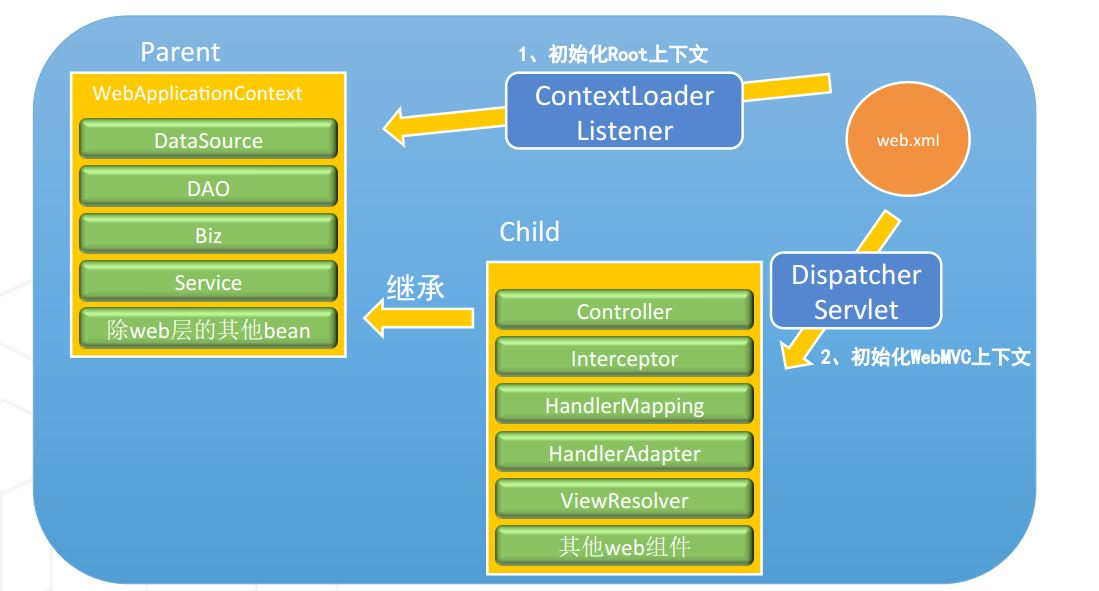 Parent
WebApplicationContext
DataSource
DAO
Biz
Service
除web层的其他bean
1、初始化Root上下文
ContextLoader
Listener
web.xml
Child
继承
Controller
Interceptor
HandlerMapping
HandlerAdapter
ViewResolver
其他web组件
Dispatcher
Servlet
2、初始化WebMVC上下文